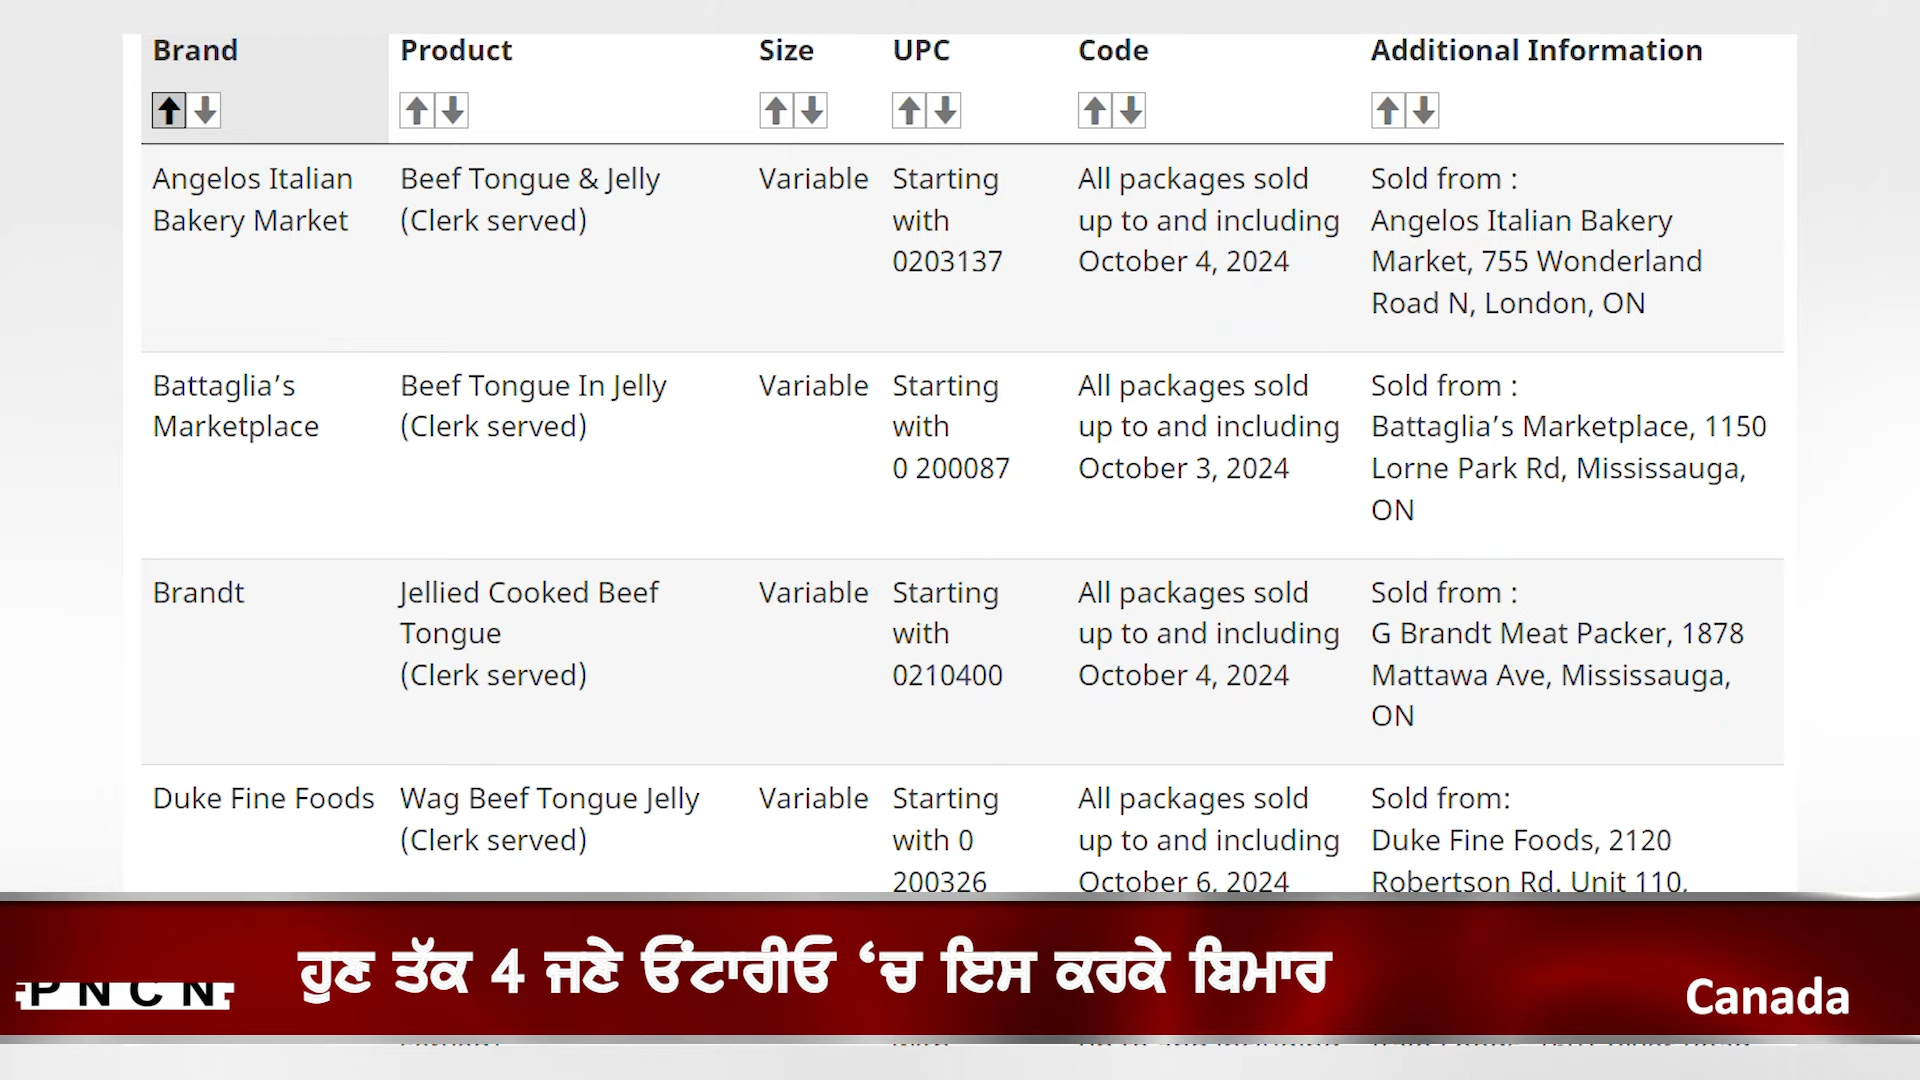 Brand Product Size UPC Code Additional Information
Angelos Italian Beef Tongue & Jelly Variable Starting All packages sold Sold from :
Bakery Market (Clerk served) with up to and including Angelos Italian Bakery
0203137 October 4, 2024 Market, 755 Wonderland
Road N, London, ON
Battaglia’s Beef Tongue In Jelly Variable Starting All packages sold Sold from :
Marketplace (Clerk served) with up to and including Battaglia’s Marketplace, 1150
0 200087 October 3, 2024 Lorne Park Rd, Mississauga,
ON
Brandt Jellied Cooked Beef Variable Starting All packages sold Sold from :
Tongue with up to and including G Brandt Meat Packer, 1878
(Clerk served) 0210400 October 4, 2024 Mattawa Ave, Mississauga,
ON
Duke Fine Foods Wag Beef Tongue Jelly Variable Starting All packages sold Sold from:
(Clerk served) with 0 up to and including Duke Fine Foods, 2120
200326 October 6, 2024 Robertson Rd. Unit 110,
ਹੁਣ ਤੱਕ 4 ਜਣੇ ਓਂਟਾਰੀਓ ‘ਚ ਇਸ ਕਰਕੇ ਬਿਮਾਰ
PNCN
Canada